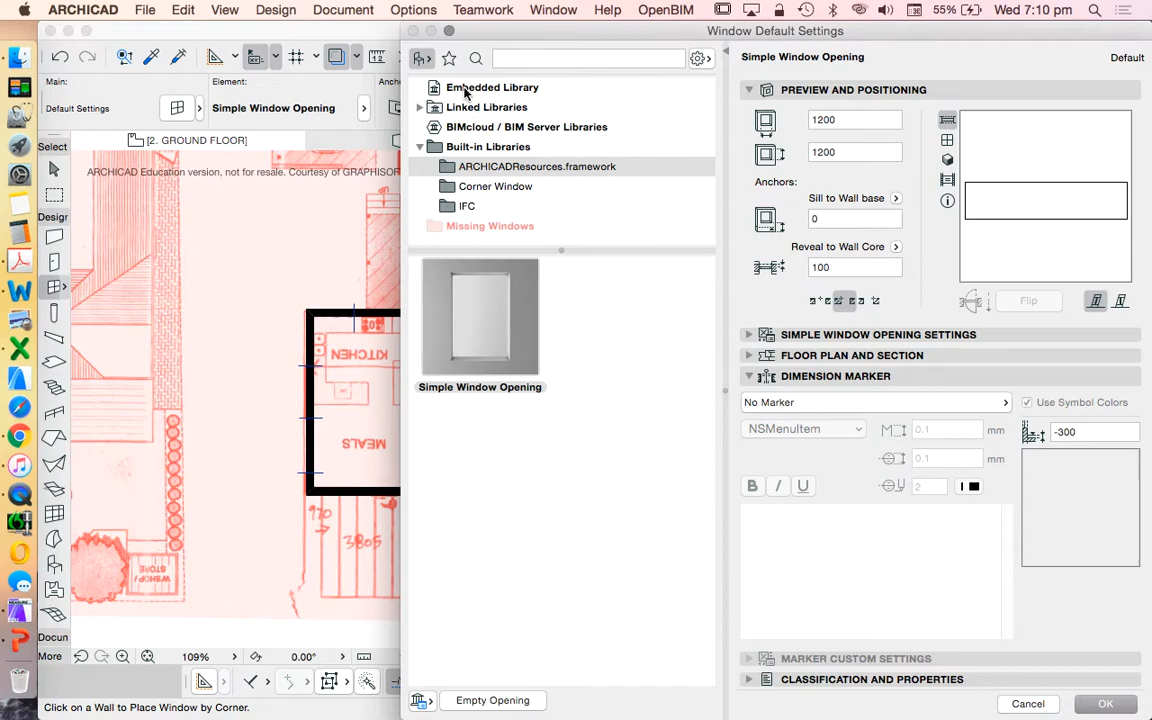 ARCHICAD File Edit View Design Document Options Teamwork Window Help OpenBIM 55% Wed 7:10 pm
Window Default Settings
Main:
Element:
Default Settings
Simple Window Opening
[2. GROUND FLOOR]
Select
ARCHICAD Education version, not for resale. Courtesy of GRAPHISOF
Design
KITCHEN
MEALS
970
3805
W/SHOP/
STORE
Docun
More
109%
0.00°
Click on a Wall to Place Window by Corner.
Embedded Library
Linked Libraries
BIMcloud / BIM Server Libraries
Built-in Libraries
ARCHICADResources.framework
Corner Window
IFC
Missing Windows
Simple Window Opening
Empty Opening
Simple Window Opening
Default
PREVIEW AND POSITIONING
1200
1200
Anchors:
Sill to Wall base
0
Reveal to Wall Core
100
Flip
SIMPLE WINDOW OPENING SETTINGS
FLOOR PLAN AND SECTION
DIMENSION MARKER
No Marker
Use Symbol Colors
NSMenuItem
0.1 mm
-300
0.1 mm
B I U
2
MARKER CUSTOM SETTINGS
CLASSIFICATION AND PROPERTIES
Cancel
OK